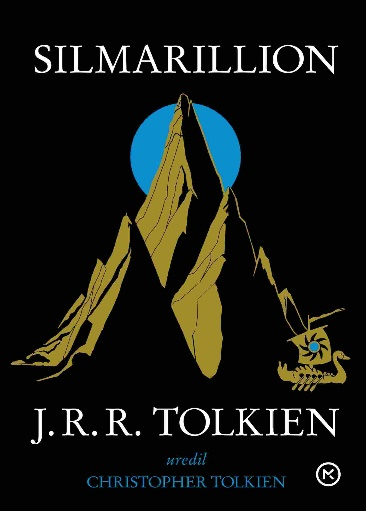 SILMARILLION
J. R. R. TOLKIEN
uredil
CHRISTOPHER TOLKIEN